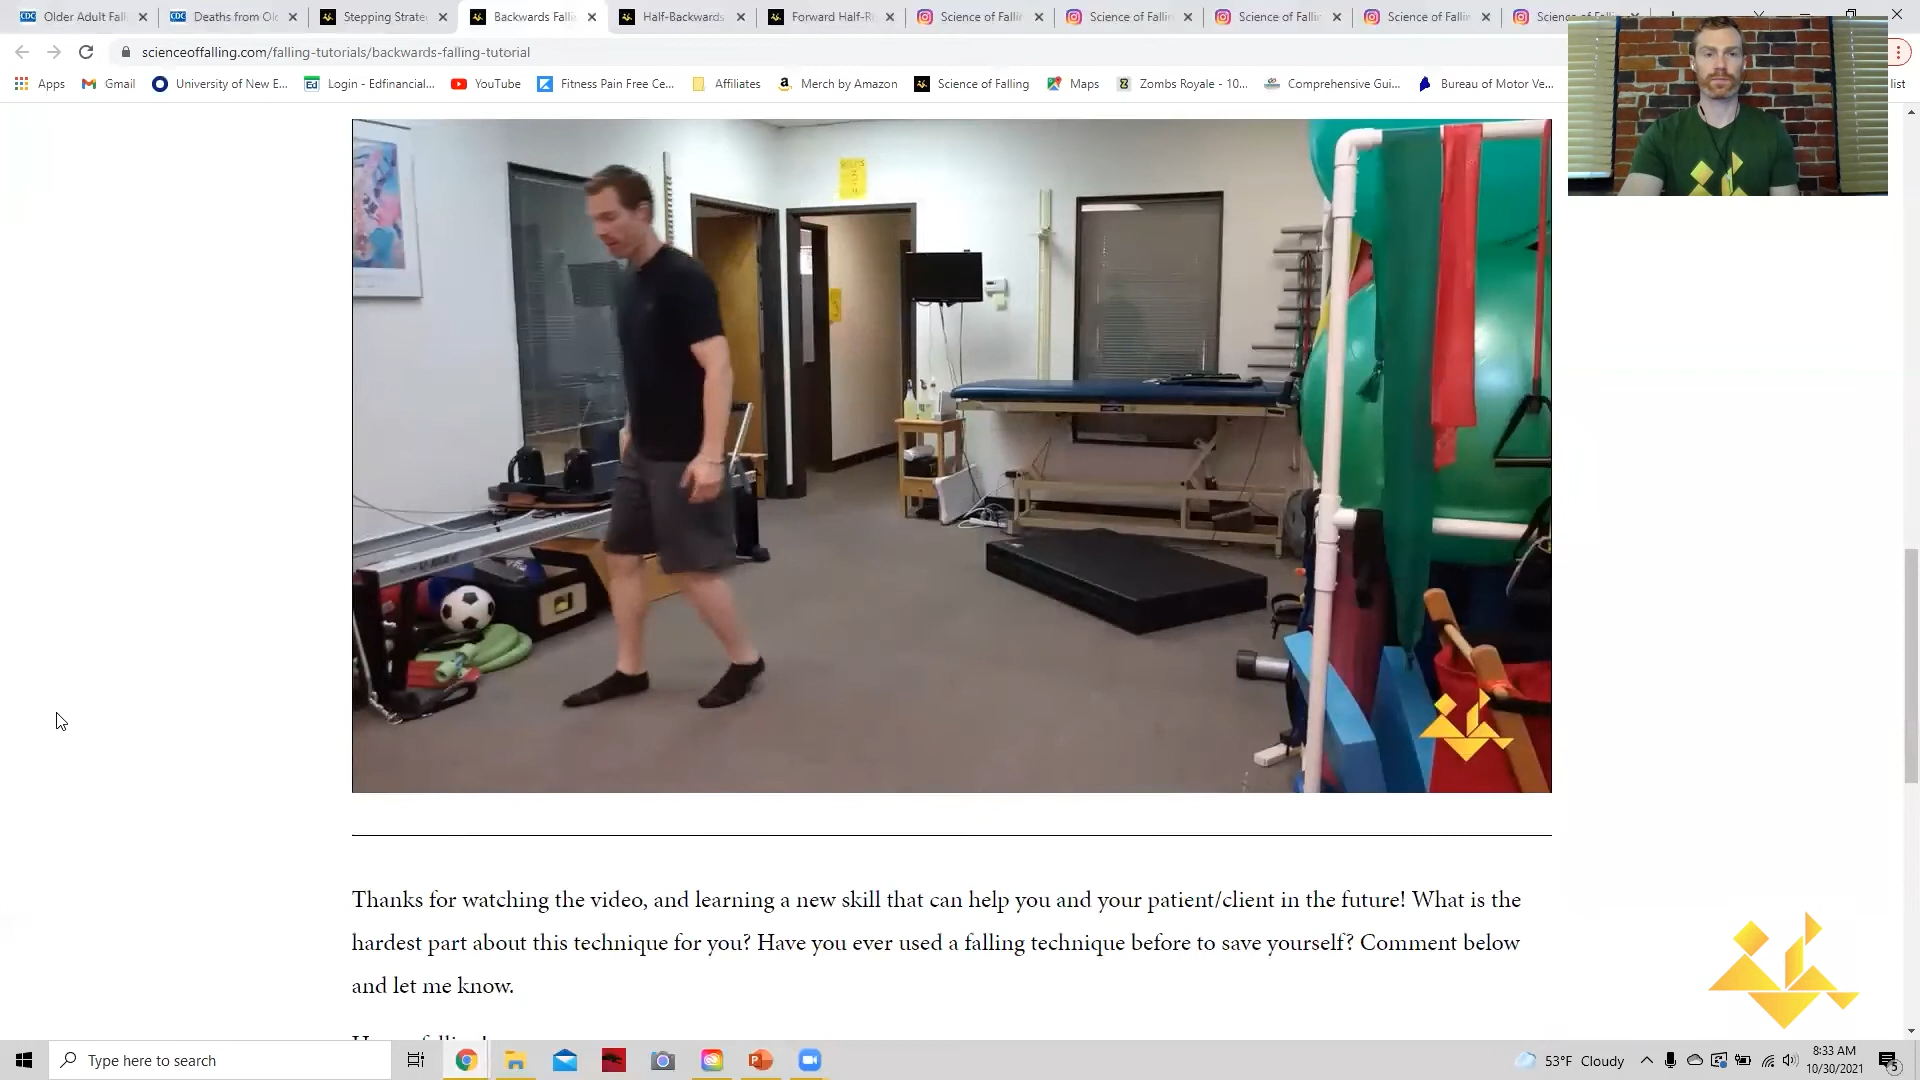 Older Adult Fall
Deaths from Ol
Stepping Strate
Backwards Falli
Half-Backwards
Forward Half-R
Science of Fallin
Science of Fallin
Science of Fallin
Science of Fallin
scienceoffalling.com/falling-tutorials/backwards-falling-tutorial
Apps
Gmail
University of New E...
Login - Edfinancial...
YouTube
Fitness Pain Free Ce...
Affiliates
Merch by Amazon
Science of Falling
Maps
Zombs Royale - 10...
Comprehensive Gui...
Bureau of Motor Ve...
list
Thanks for watching the video, and learning a new skill that can help you and your patient/client in the future! What is the
hardest part about this technique for you? Have you ever used a falling technique before to save yourself? Comment below
and let me know.
Type here to search
53°F Cloudy
8:33 AM
10/30/2021
5